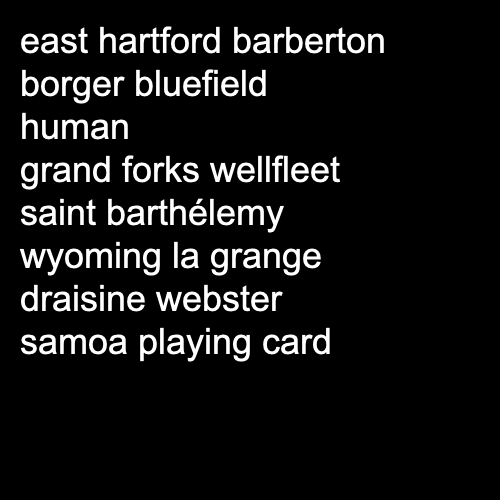 east hartford barberton
borger bluefield
human
grand forks wellfleet
saint barthélemy
wyoming la grange
draisine webster
samoa playing card